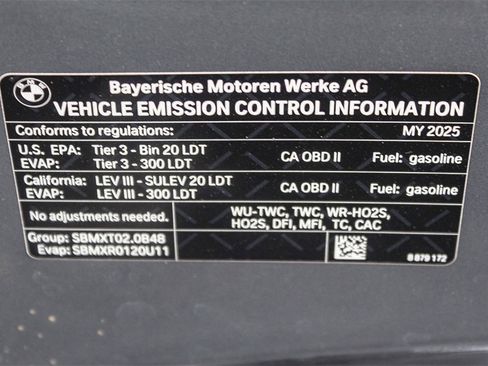 BMW
Bayerische Motoren Werke AG
VEHICLE EMISSION CONTROL INFORMATION
Conforms to regulations: MY 2025
U.S. EPA: Tier 3 - Bin 20 LDT
EVAP: Tier 3 - 300 LDT
CA OBD II Fuel: gasoline
California: LEV III - SULEV 20 LDT
EVAP: LEV III - 300 LDT
CA OBD II Fuel: gasoline
No adjustments needed.
WU-TWC, TWC, WR-HO2S,
HO2S, DFI, MFI, TC, CAC
Group: SBMXT02.0B48
Evap: SBMXR0120U11
8 879 172